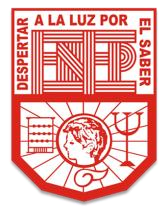 DESPERTAR A LA LUZ POR EL SABER
ENP